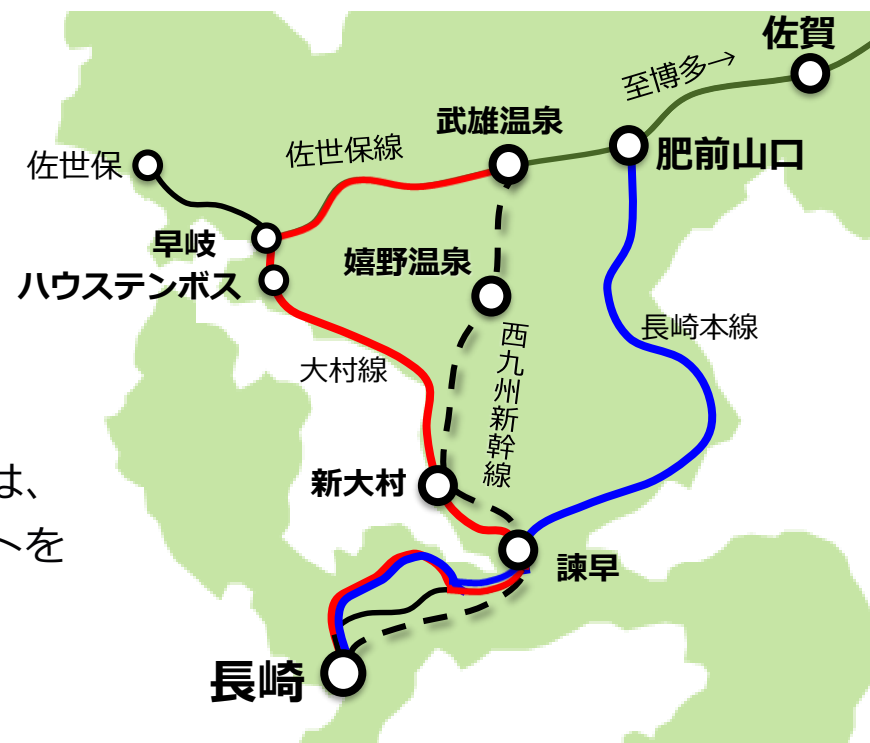 佐賀
至博多→
武雄温泉
佐世保線
肥前山口
佐世保
早岐
嬉野温泉
ハウステンボス
長崎本線
西九州新幹線
大村線
は、
新大村
トを
諫早
長崎